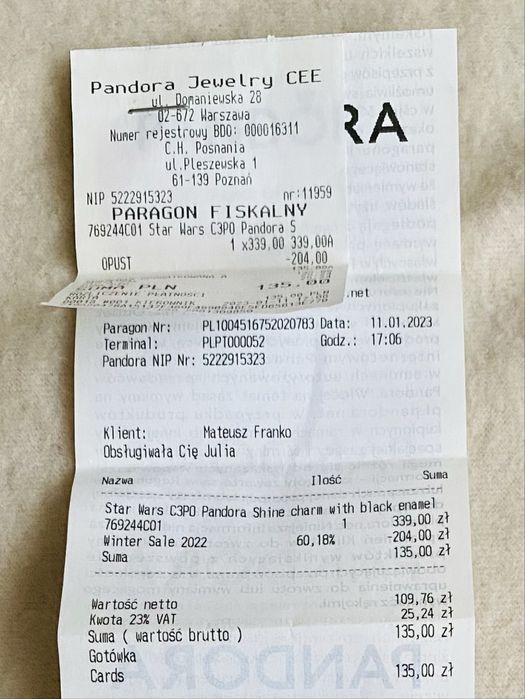 Pandora Jewelry CEE
ul. Domaniewska 28
02-672 Warszawa
Numer rejestrowy BDO: 000016311
C.H. Posnania
ul.Pleszewska 1
61-139 Poznań
NIP 5222915323 nr:11959
PARAGON FISKALNY
769244C01 Star Wars C3PO Pandora S
1 x339,00 339,00A
OPUST -204,00
135,00A
SUMA PLN 135.00
RA
.net
Paragon Nr: PL1004516752020783 Data: 11.01.2023
Terminal: PLPT000052 Godz.: 17:06
Pandora NIP Nr: 5222915323
Klient: Mateusz Franko
Obsługiwała Cię Julia
Nazwa Ilość Suma
Star Wars C3PO Pandora Shine charm with black enamel
769244C01 1 339,00 zł
Winter Sale 2022 60,18% -204,00 zł
Suma 135,00 zł
Wartość netto 109,76 zł
Kwota 23% VAT 25,24 zł
Suma ( wartość brutto ) 135,00 zł
Gotówka
Cards 135,00 zł